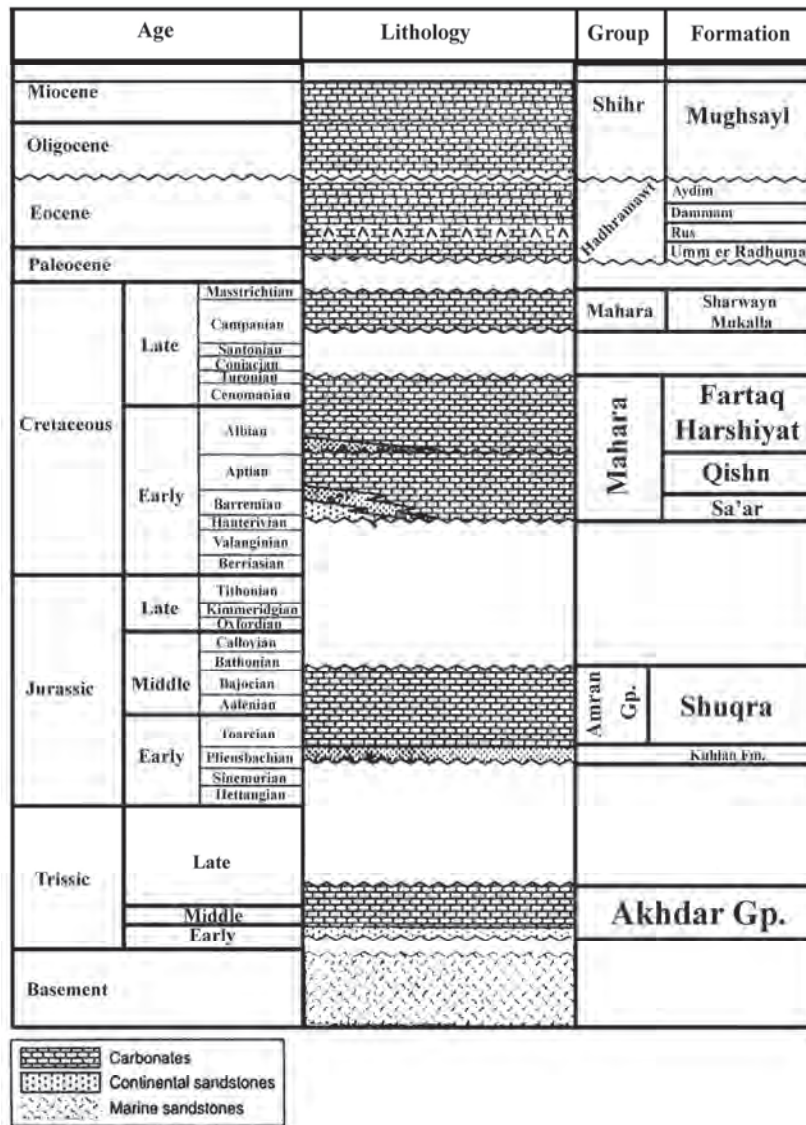 Age Lithology Group Formation
Miocene
Oligocene
Eocene
Paleocene
Cretaceous
Late
Masstrichtian
Campanian
Santonian
Coniacian
Turonian
Cenomanian
Early
Albian
Aptian
Barremian
Hauterivian
Valanginian
Berriasian
Jurassic
Late
Tithonian
Kimmeridgian
Oxfordian
Middle
Calloyian
Bathonian
Bajocian
Aalenian
Early
Toarcian
Pliensbachian
Sinemurian
Hettangian
Trissic
Late
Middle
Early
Basement
Shihr
Mughsayl
Hadhramawt
Aydim
Dammam
Rus
Umm er Radhuma
Mahara
Sharwayn
Mukalla
Mahara
Fartaq
Harshiyat
Qishn
Sa'ar
Amran
Gp.
Shuqra
Kuhlan Fm.
Akhdar Gp.
Carbonates
Continental sandstones
Marine sandstones